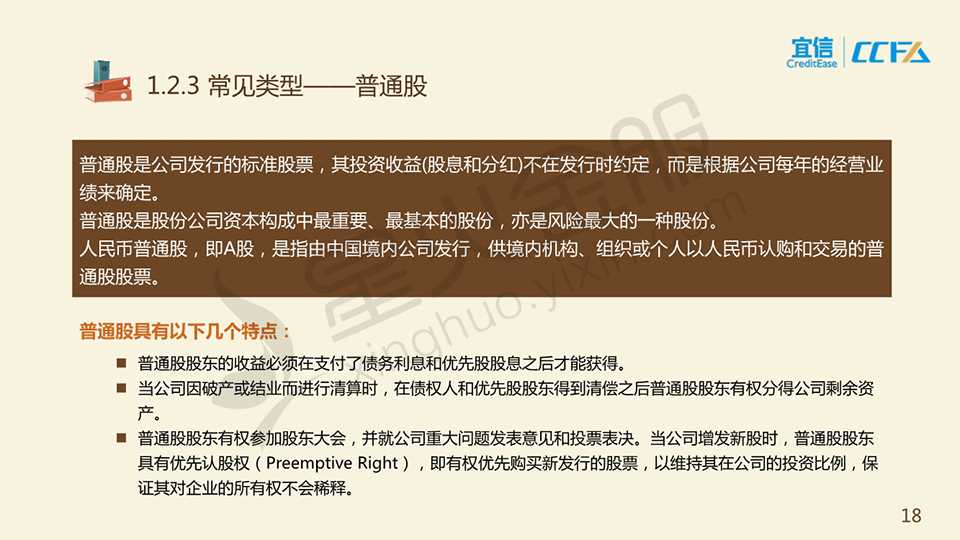 宜信
CreditEase
CCFA
1.2.3 常见类型——普通股
普通股是公司发行的标准股票，其投资收益(股息和分红)不在发行时约定，而是根据公司每年的经营业
绩来确定。
普通股是股份公司资本构成中最重要、最基本的股份，亦是风险最大的一种股份。
人民币普通股，即A股，是指由中国境内公司发行，供境内机构、组织或个人以人民币认购和交易的普
通股股票。
星火金服
xinghuo.yixin.com
普通股具有以下几个特点：
■ 普通股股东的收益必须在支付了债务利息和优先股股息之后才能获得。
■ 当公司因破产或结业而进行清算时，在债权人和优先股股东得到清偿之后普通股股东有权分得公司剩余资
产。
■ 普通股股东有权参加股东大会，并就公司重大问题发表意见和投票表决。当公司增发新股时，普通股股东
具有优先认股权（Preemptive Right），即有权优先购买新发行的股票，以维持其在公司的投资比例，保
证其对企业的所有权不会稀释。
18